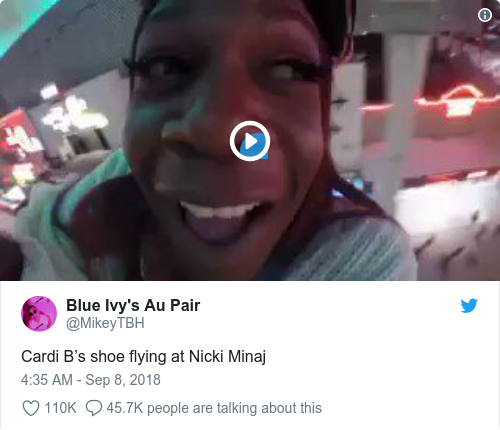 Blue Ivy's Au Pair
@MikeyTBH
Cardi B’s shoe flying at Nicki Minaj
4:35 AM - Sep 8, 2018
110K 45.7K people are talking about this